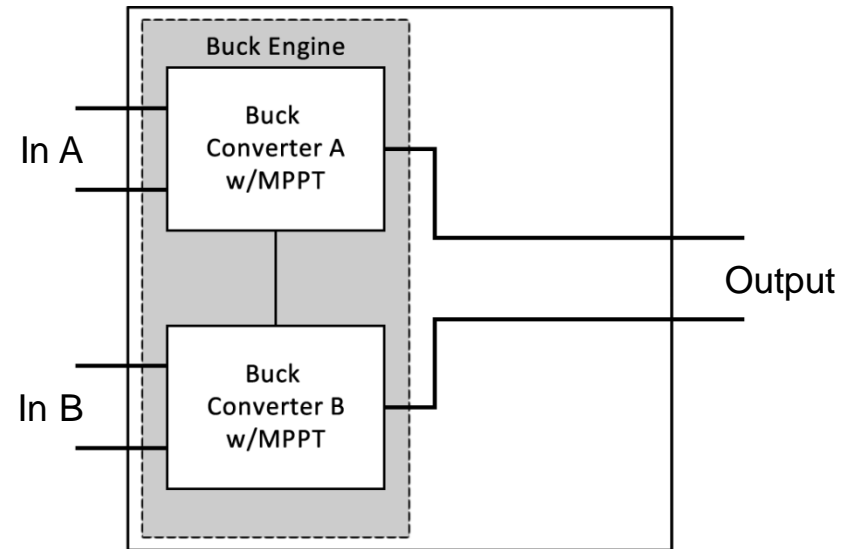 Buck Engine
Buck
Converter A
w/MPPT
In A
Output
Buck
Converter B
w/MPPT
In B